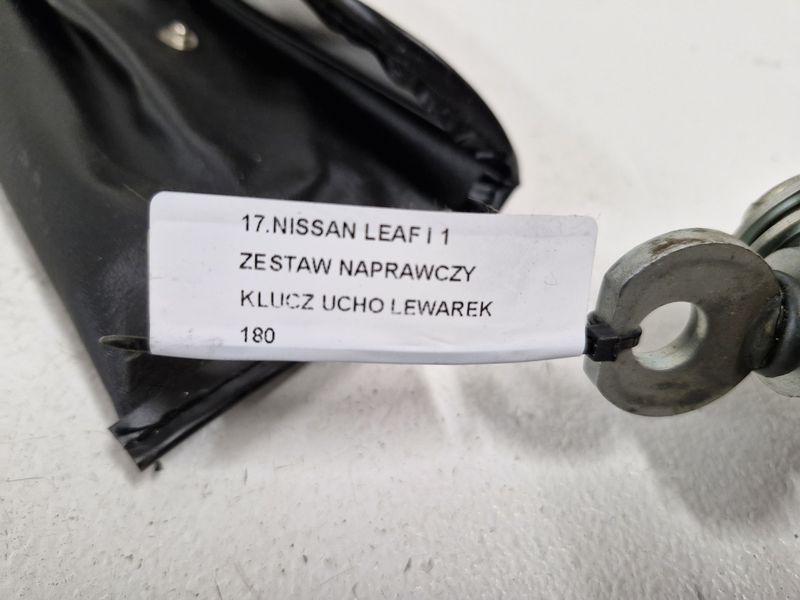 17.NISSAN LEAF I 1
ZESTAW NAPRAWCZY
KLUCZ UCHO LEWAREK
180